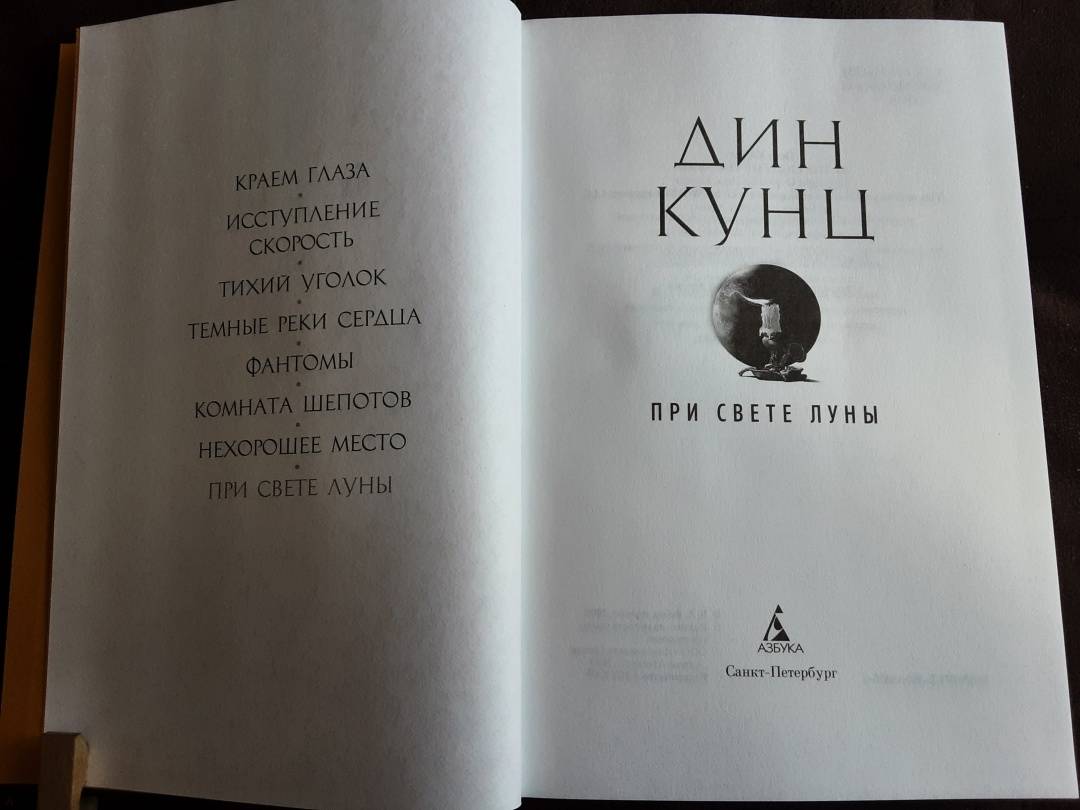 КРАЕМ ГЛАЗА
ИССТУПЛЕНИЕ
СКОРОСТЬ
ТИХИЙ УГОЛОК
ТЕМНЫЕ РЕКИ СЕРДЦА
ФАНТОМЫ
КОМНАТА ШЕПОТОВ
НЕХОРОШЕЕ МЕСТО
ПРИ СВЕТЕ ЛУНЫ
ДИН
КУНЦ
ПРИ СВЕТЕ ЛУНЫ
АЗБУКА
Санкт-Петербург